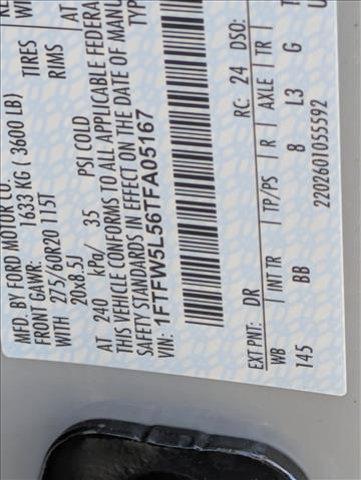 MFD. BY FORD MOTOR CO.
FRONT GAWR: RE
1633 KG ( 3600 LB) WI
WITH TIRES
275/60R20 115T RIMS
20x8.5J AT
AT 240 kPa/ 35 PSI COLD
THIS VEHICLE CONFORMS TO ALL APPLICABLE FEDERA
SAFETY STANDARDS IN EFFECT ON THE DATE OF MANU
VIN: 1FTFW5L56TFA05167 TYP
EXT PNT: DR RC: 24 DSO:
WB INT TR TP/PS R AXLE TR
145 BB B L3 G
2202601055592